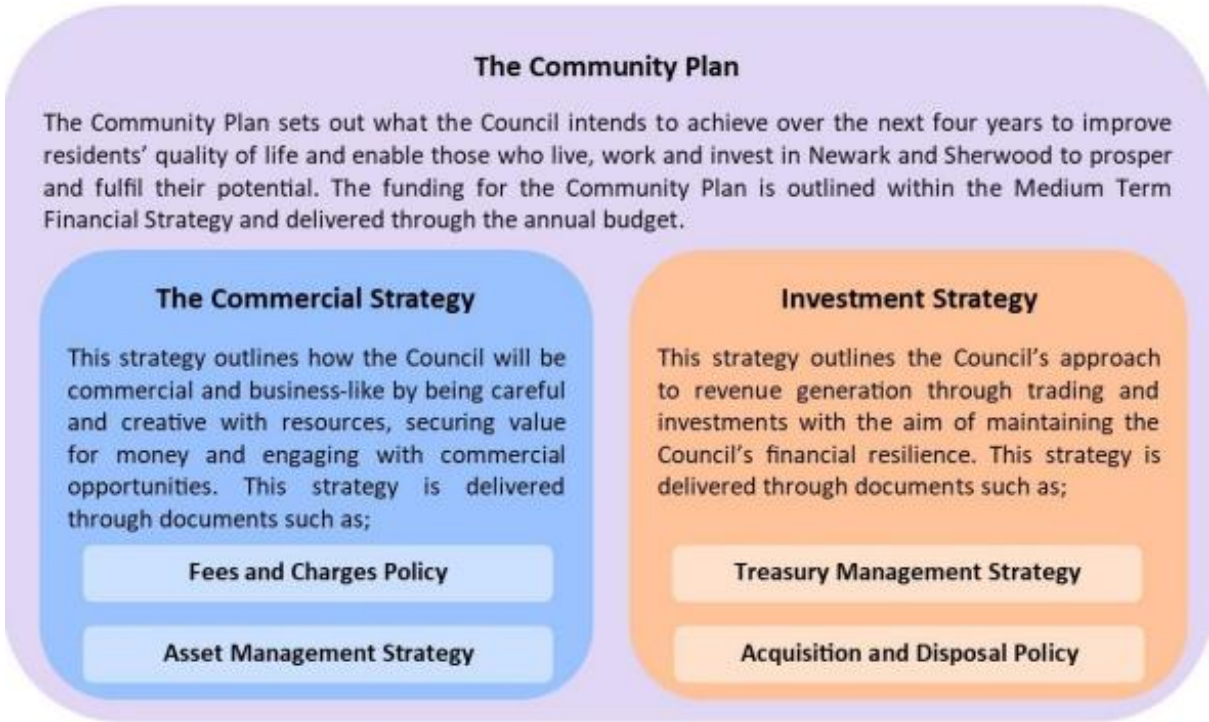 The Community Plan
The Community Plan sets out what the Council intends to achieve over the next four years to improve
residents’ quality of life and enable those who live, work and invest in Newark and Sherwood to prosper
and fulfil their potential. The funding for the Community Plan is outlined within the Medium Term
Financial Strategy and delivered through the annual budget.
The Commercial Strategy
This strategy outlines how the Council will be
commercial and business-like by being careful
and creative with resources, securing value
for money and engaging with commercial
opportunities. This strategy is delivered
through documents such as;
Fees and Charges Policy
Asset Management Strategy
Investment Strategy
This strategy outlines the Council’s approach
to revenue generation through trading and
investments with the aim of maintaining the
Council’s financial resilience. This strategy is
delivered through documents such as;
Treasury Management Strategy
Acquisition and Disposal Policy